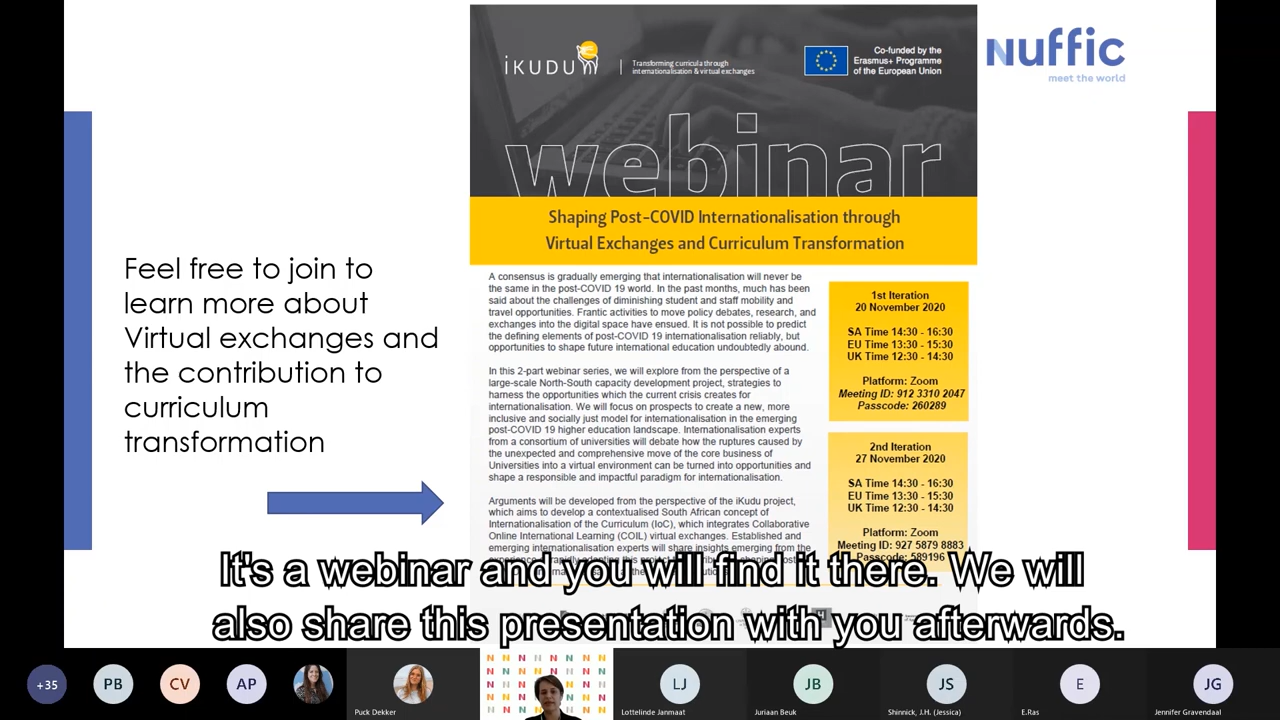 iKUDU
Transforming curricula through
internationalisation & virtual exchanges
Co-funded by the
Erasmus+ Programme
of the European Union
Nuffic
meet the world
webinar
Shaping Post-COVID Internationalisation through
Virtual Exchanges and Curriculum Transformation
Feel free to join to
learn more about
Virtual exchanges and
the contribution to
curriculum
transformation
A consensus is gradually emerging that internationalisation will never be
the same in the post-COVID 19 world. In the past months, much has been
said about the challenges of diminishing student and staff mobility and
travel opportunities. Frantic activities to move policy debates, research, and
exchanges into the digital space have ensued. It is not possible to predict
the defining elements of post-COVID 19 internationalisation reliably, but
opportunities to shape future international education undoubtedly abound.
In this 2-part webinar series, we will explore from the perspective of a
large-scale North-South capacity development project, strategies to
harness the opportunities which the current crisis creates for
internationalisation. We will focus on prospects to create a new, more
inclusive and socially just model for internationalisation in the emerging
post-COVID 19 higher education landscape. Internationalisation experts
from a consortium of universities will debate how the ruptures caused by
the unexpected and comprehensive move of the core business of
Universities into a virtual environment can be turned into opportunities and
shape a responsible and impactful paradigm for internationalisation.
Arguments will be developed from the perspective of the iKudu project,
which aims to develop a contextualised South African concept of
Internationalisation of the Curriculum (IoC), which integrates Collaborative
Online International Learning (COIL) virtual exchanges. Established and
emerging internationalisation experts will share insights emerging from the
1st Iteration
20 November 2020
SA Time 14:30 - 16:30
EU Time 13:30 - 15:30
UK Time 12:30 - 14:30
Platform: Zoom
Meeting ID: 912 3310 2047
Passcode: 260289
2nd Iteration
27 November 2020
SA Time 14:30 - 16:30
EU Time 13:30 - 15:30
UK Time 12:30 - 14:30
Platform: Zoom
Meeting ID: 927 5879 8883
Passcode: 589196
It's a webinar and you will find it there. We will
also share this presentation with you afterwards.
+35
PB
CV
AP
Puck Dekker
LJ
Lottelinde Janmaat
JB
Juriaan Beuk
JS
Shinnick, J.H. (Jessica)
E
E.Ras
JG
Jennifer Gravendaal